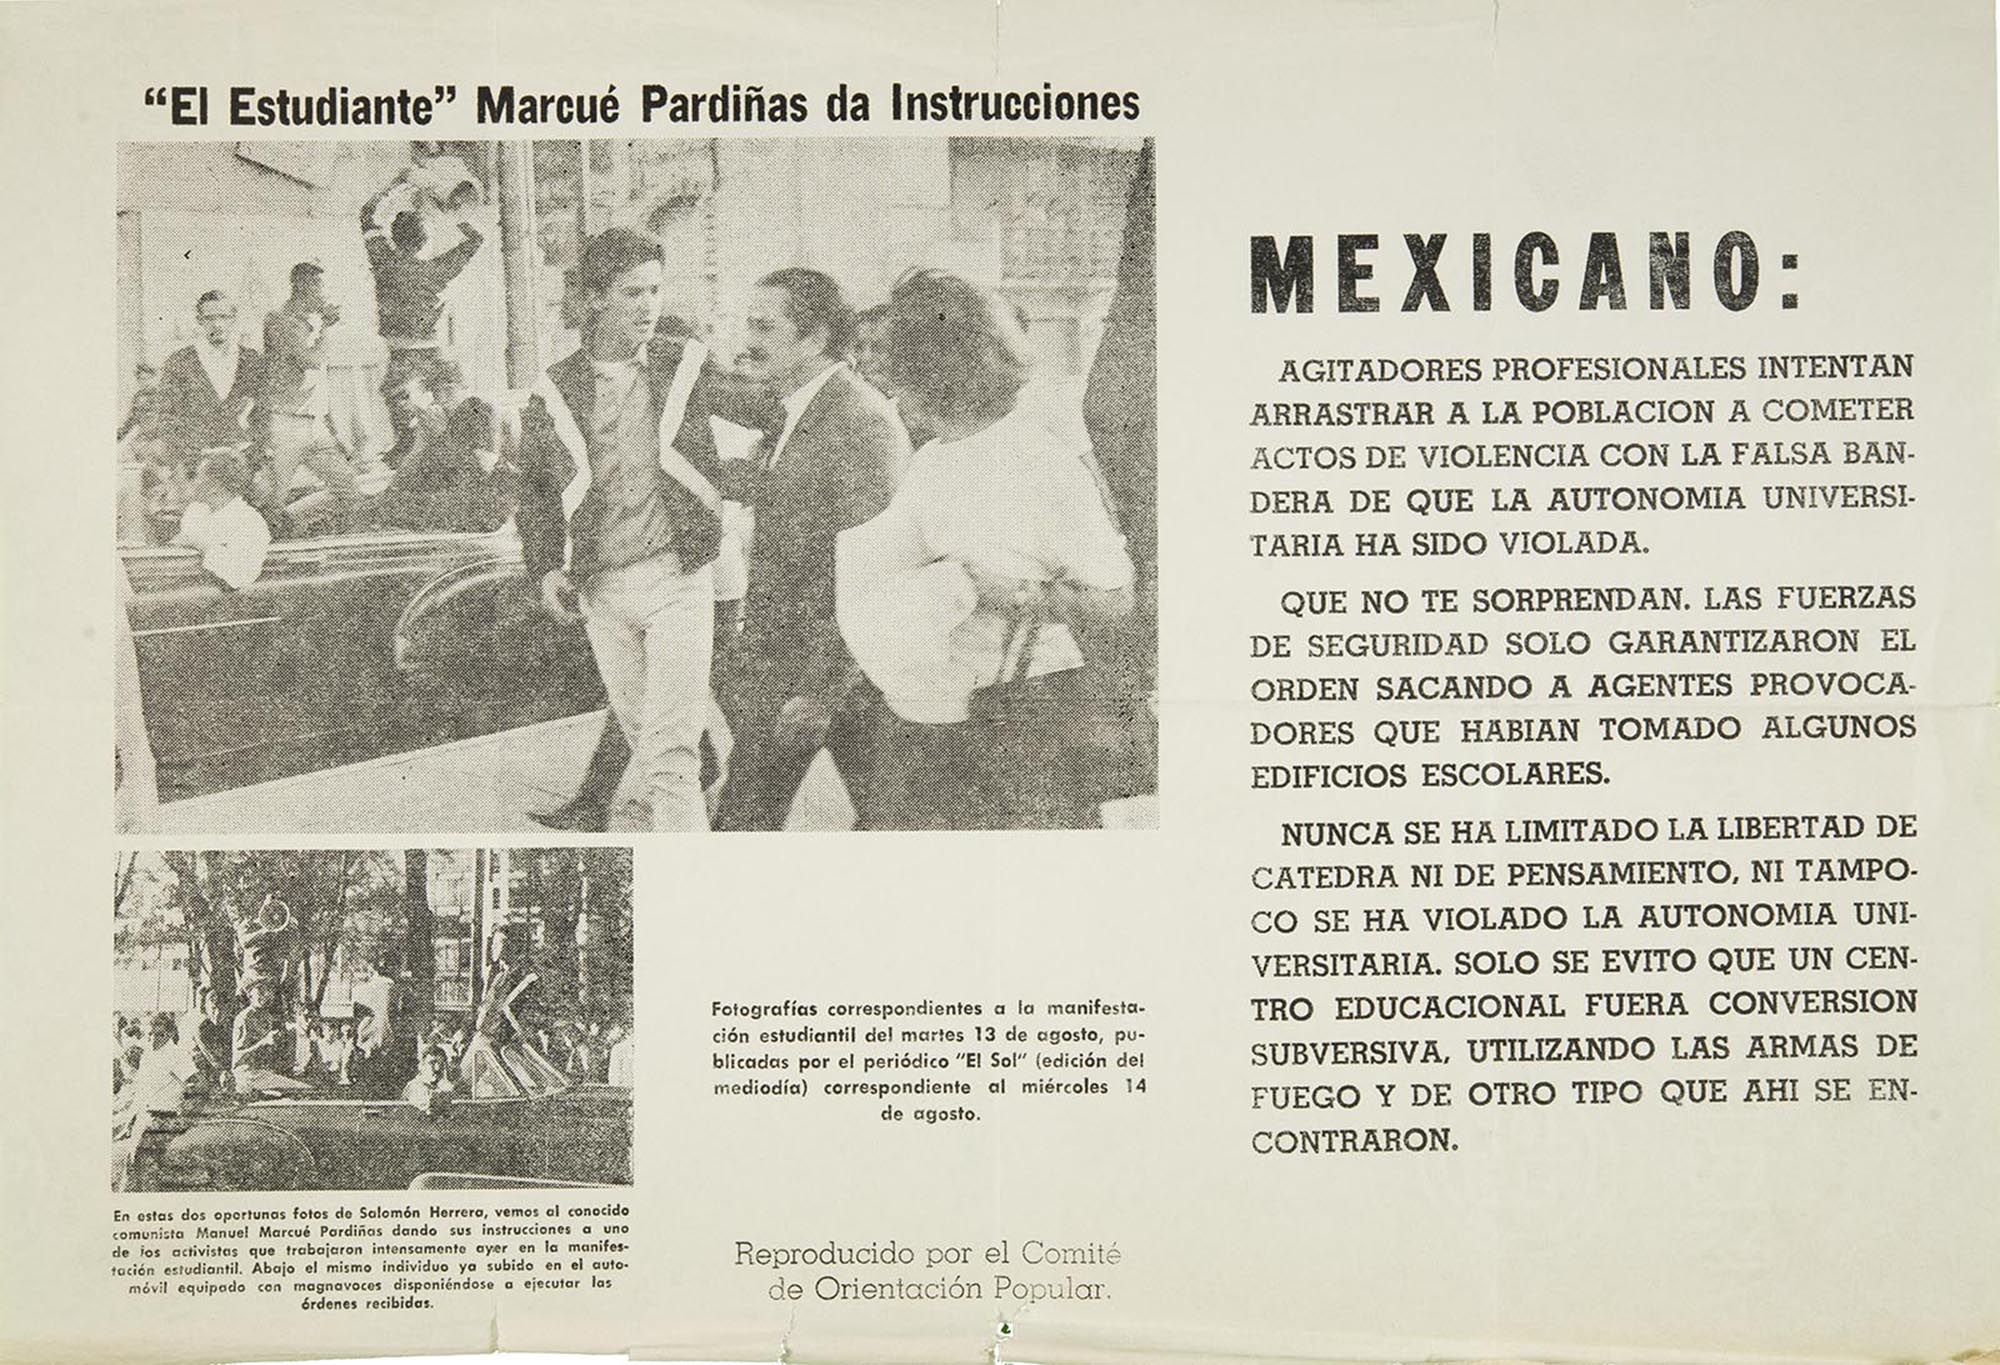 “El Estudiante” Marcué Pardiñas da Instrucciones
En estas dos oportunas fotos de Salomón Herrera, vemos al conocido
comunista Manuel Marcué Pardiñas dando sus instrucciones a uno
de los activistas que trabajaron intensamente ayer en la manifes-
tación estudiantil. Abajo el mismo individuo ya subido en el auto-
móvil equipado con magnavoces disponiéndose a ejecutar las
órdenes recibidas.
Fotografías correspondientes a la manifesta-
ción estudiantil del martes 13 de agosto, pu-
blicadas por el periódico “El Sol” (edición del
mediodía) correspondiente al miércoles 14
de agosto.
Reproducido por el Comité
de Orientación Popular.
MEXICANO:
AGITADORES PROFESIONALES INTENTAN
ARRASTRAR A LA POBLACION A COMETER
ACTOS DE VIOLENCIA CON LA FALSA BAN-
DERA DE QUE LA AUTONOMIA UNIVERSI-
TARIA HA SIDO VIOLADA.
QUE NO TE SORPRENDAN. LAS FUERZAS
DE SEGURIDAD SOLO GARANTIZARON EL
ORDEN SACANDO A AGENTES PROVOCA-
DORES QUE HABIAN TOMADO ALGUNOS
EDIFICIOS ESCOLARES.
NUNCA SE HA LIMITADO LA LIBERTAD DE
CATEDRA NI DE PENSAMIENTO, NI TAMPO-
CO SE HA VIOLADO LA AUTONOMIA UNI-
VERSITARIA. SOLO SE EVITO QUE UN CEN-
TRO EDUCACIONAL FUERA CONVERSION
SUBVERSIVA, UTILIZANDO LAS ARMAS DE
FUEGO Y DE OTRO TIPO QUE AHI SE EN-
CONTRARON.